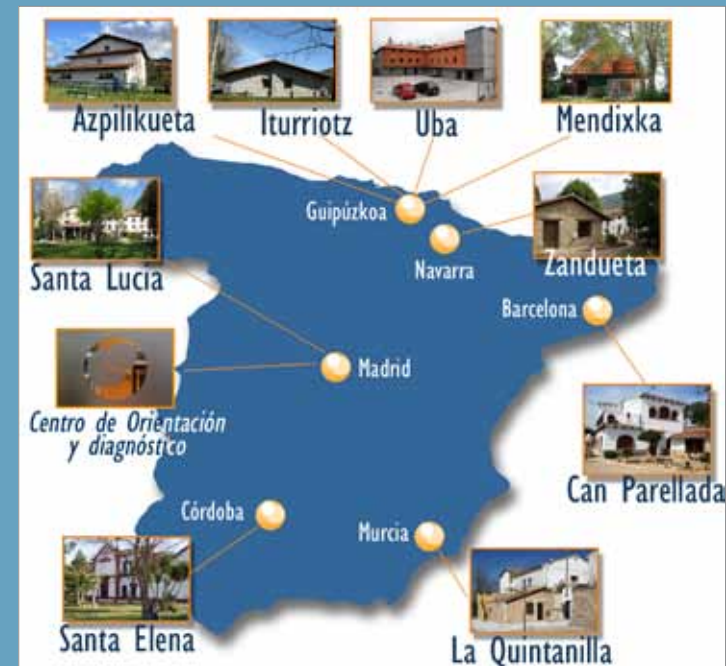 Azpilikueta
Iturriotz
Uba
Mendixka
Guipúzkoa
Navarra
Zandueta
Santa Lucía
Barcelona
Madrid
Centro de Orientación
y diagnóstico
Can Parellada
Córdoba
Murcia
Santa Elena
La Quintanilla